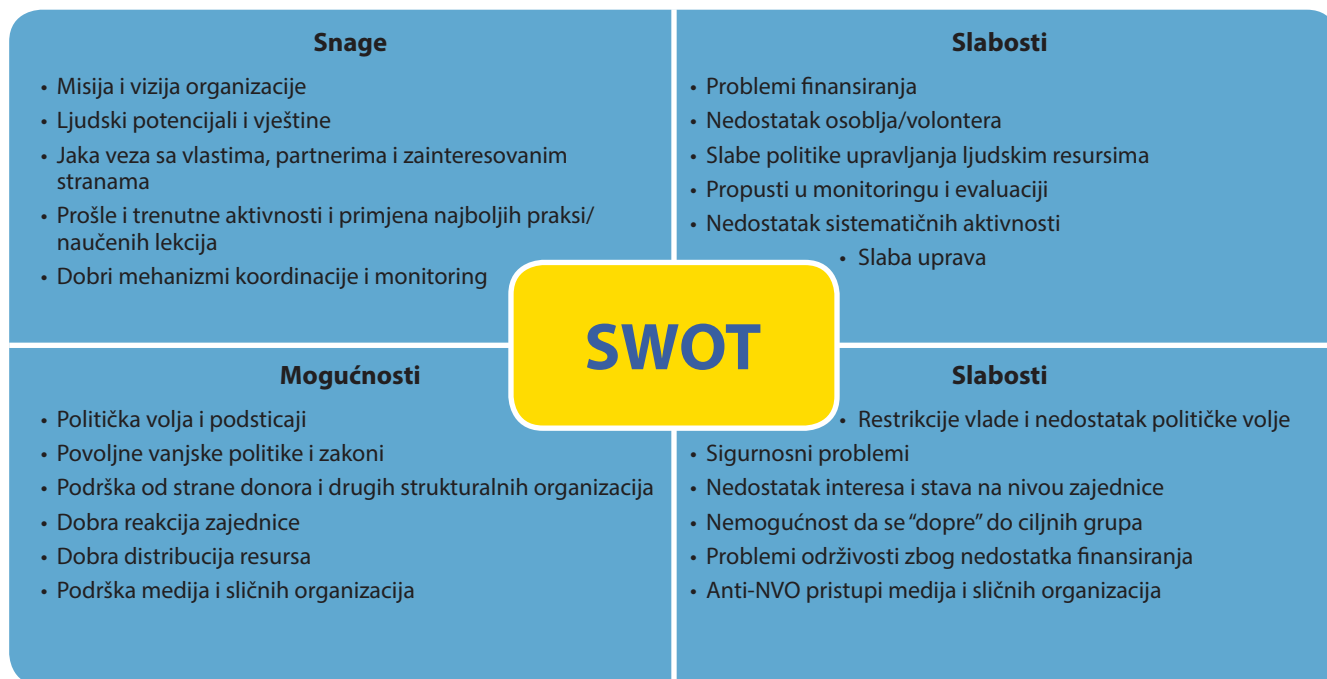 Snage
• Misija i vizija organizacije
• Ljudski potencijali i vještine
• Jaka veza sa vlastima, partnerima i zainteresovanim
stranama
• Prošle i trenutne aktivnosti i primjena najboljih praksi/
naučenih lekcija
• Dobri mehanizmi koordinacije i monitoring
Slabosti
• Problemi finansiranja
• Nedostatak osoblja/volontera
• Slabe politike upravljanja ljudskim resursima
• Propusti u monitoringu i evaluaciji
• Nedostatak sistematičnih aktivnosti
• Slaba uprava
SWOT
Mogućnosti
• Politička volja i podsticaji
• Povoljne vanjske politike i zakoni
• Podrška od strane donora i drugih strukturalnih organizacija
• Dobra reakcija zajednice
• Dobra distribucija resursa
• Podrška medija i sličnih organizacija
Slabosti
• Restrikcije vlade i nedostatak političke volje
• Sigurnosni problemi
• Nedostatak interesa i stava na nivou zajednice
• Nemogućnost da se “dopre” do ciljnih grupa
• Problemi održivosti zbog nedostatka finansiranja
• Anti-NVO pristupi medija i sličnih organizacija